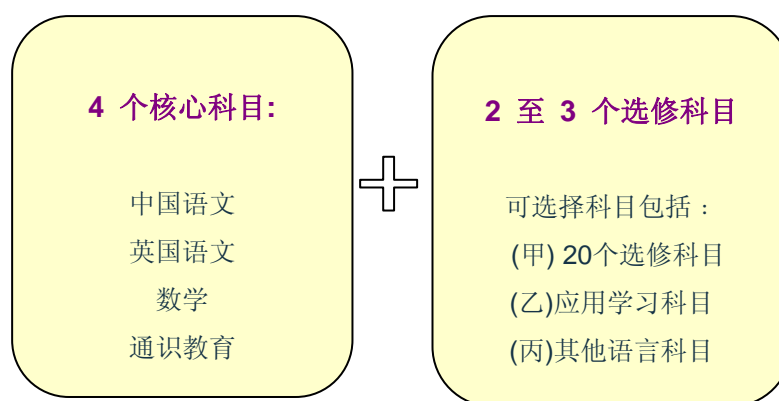 4 个核心科目:
中国语文
英国语文
数学
通识教育
2 至 3 个选修科目
可选择科目包括：
(甲) 20个选修科目
(乙)应用学习科目
(丙)其他语言科目